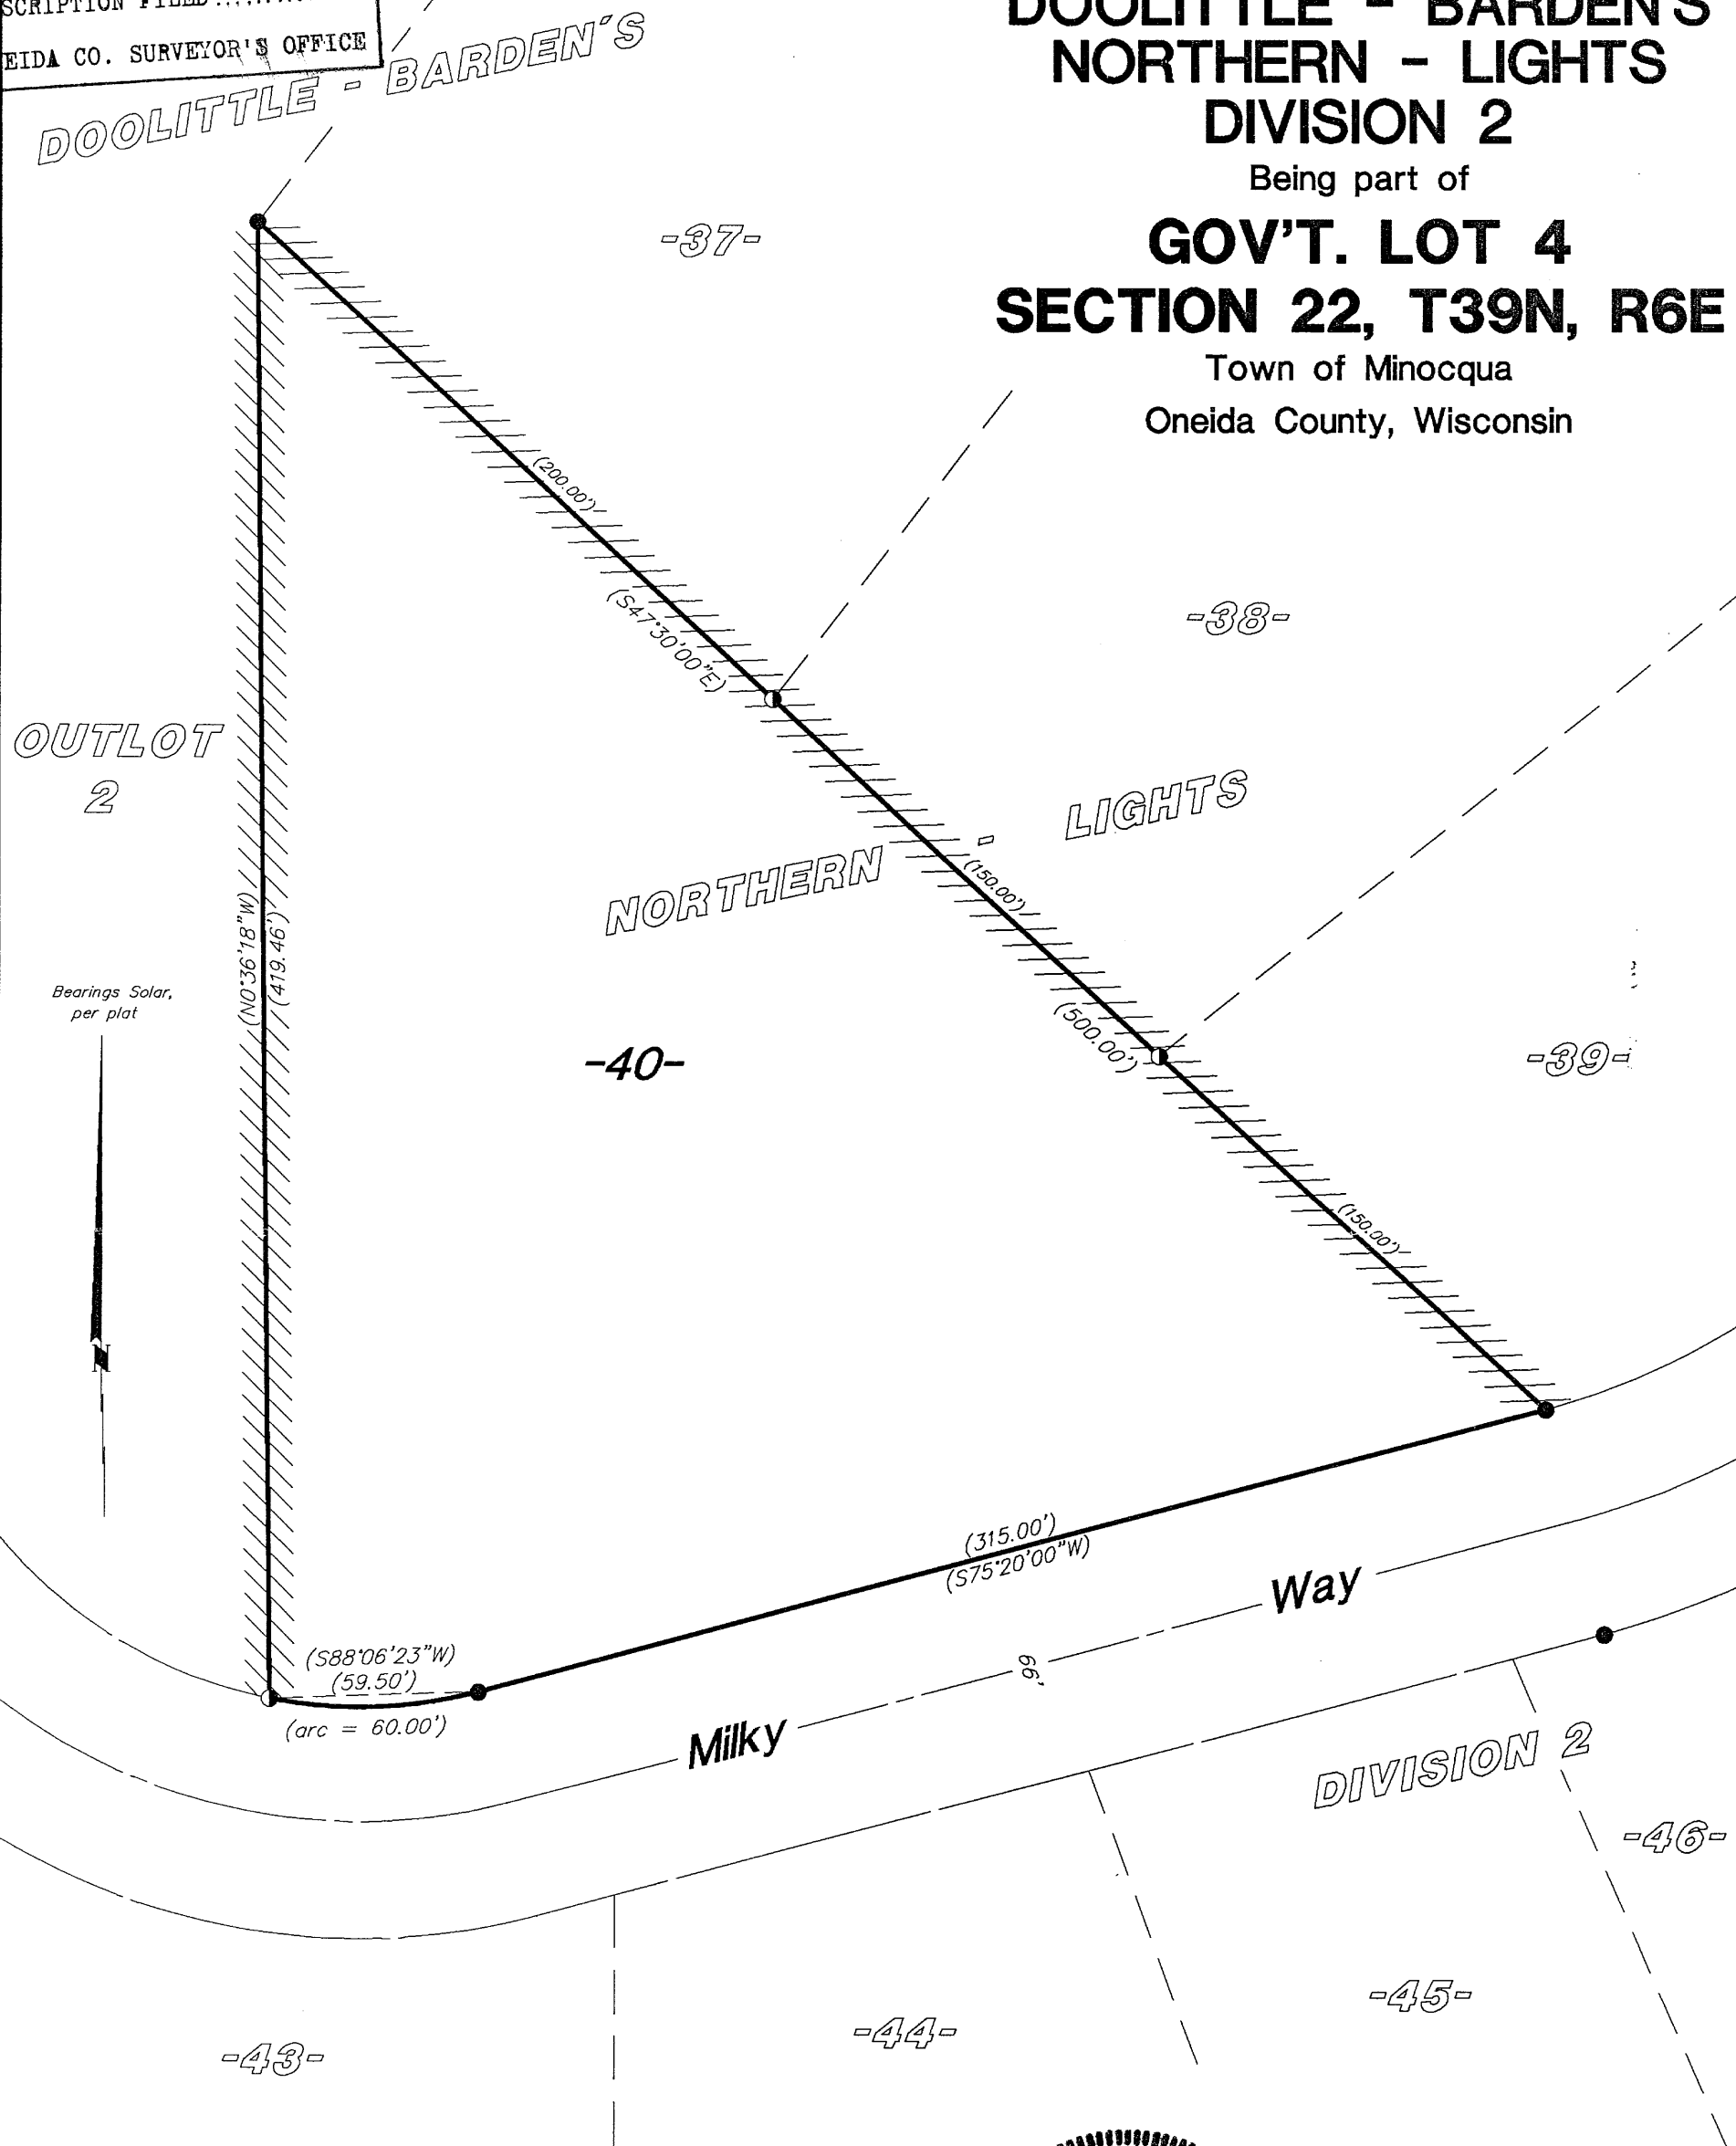 SCRIPTION FILED
EIDA CO. SURVEYOR'S OFFICE
DOOLITTLE - BARDEN'S
NORTHERN - LIGHTS
DIVISION 2
Being part of
GOV'T. LOT 4
SECTION 22, T39N, R6E
Town of Minocqua
Oneida County, Wisconsin
DOOLITTLE - BARDEN'S
-37-
(200.00')
(S47°30'00"E)
-38-
OUTLOT
2
NORTHERN - LIGHTS
(150.00')
(N0°36'18"W)
(419.46')
Bearings Solar,
per plat
(500.00')
-40-
-39-
(150.00')
N
(315.00')
(S75°20'00"W)
Milky Way
66'
(S88°06'23"W)
(59.50')
(arc = 60.00')
DIVISION 2
-46-
-45-
-44-
-43-